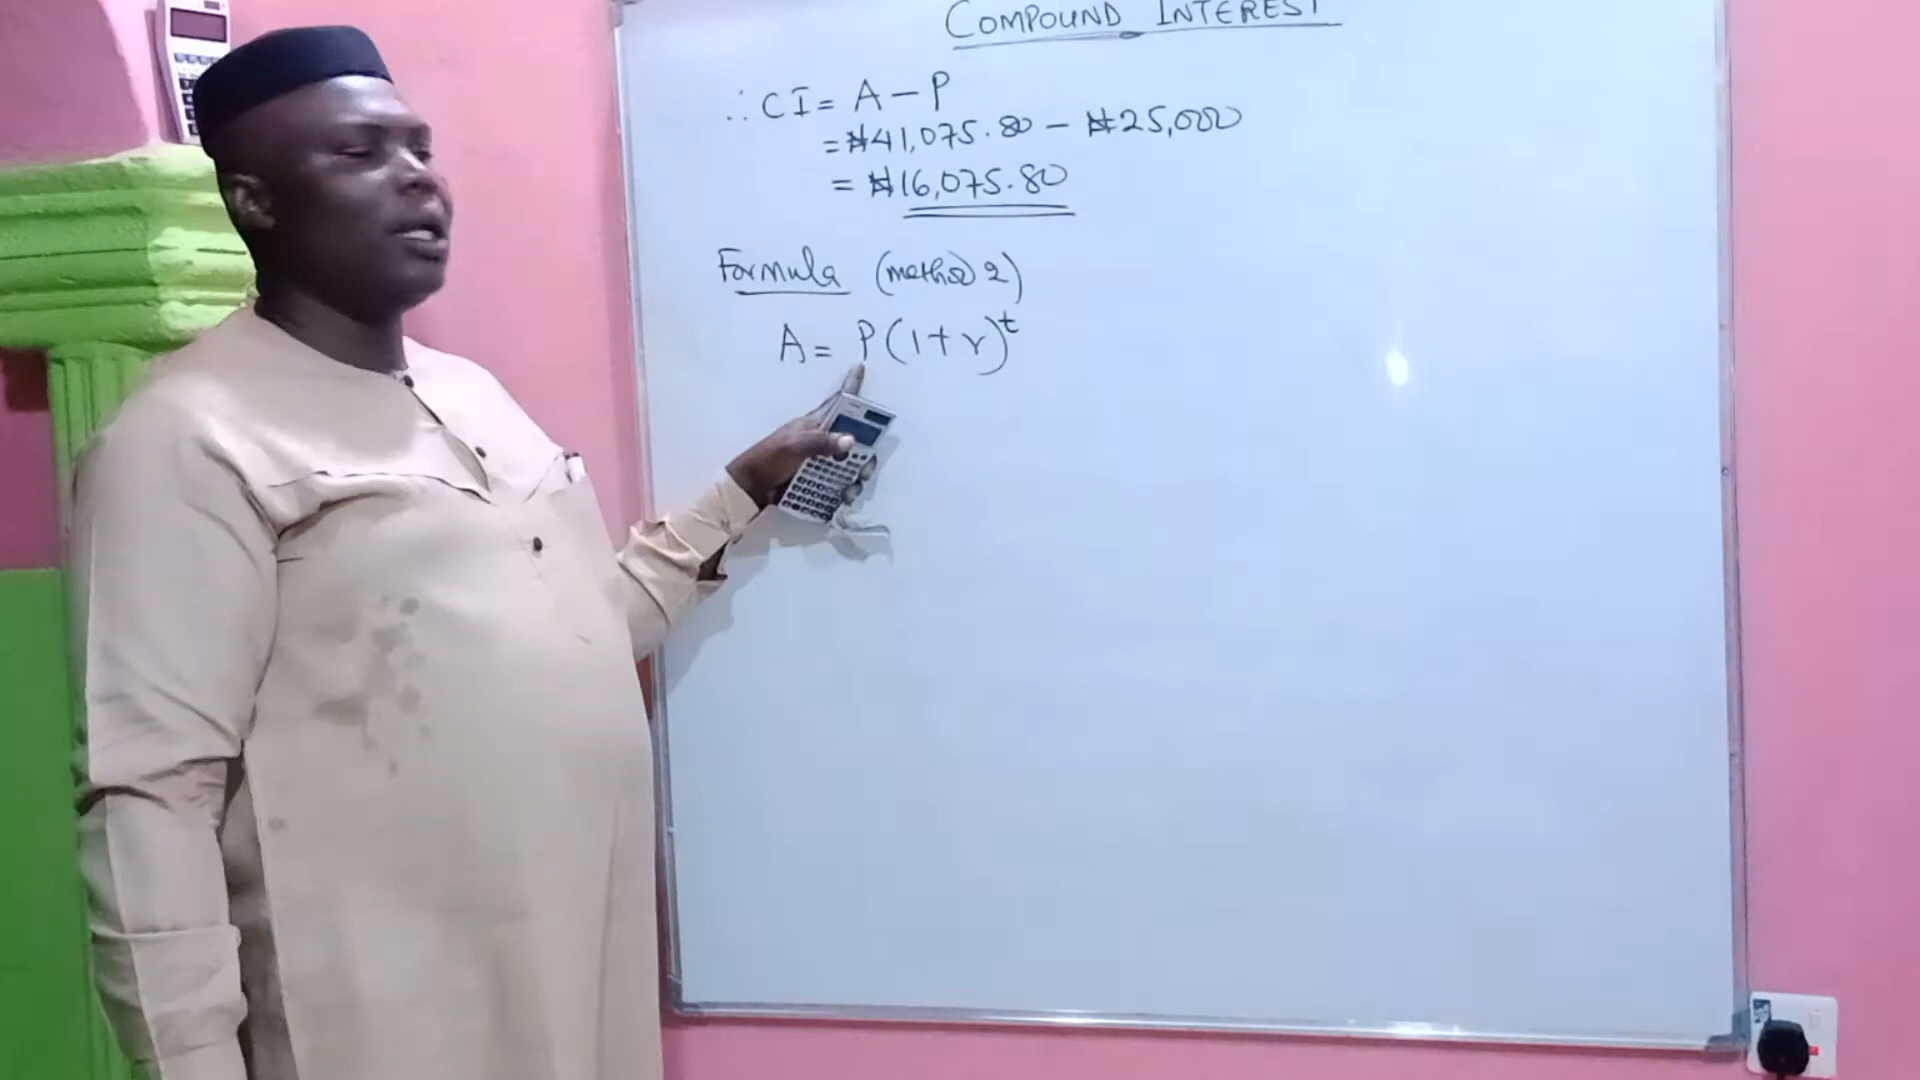 COMPOUND INTEREST
∴ CI = A − P
= ₦41,075.80 − ₦25,000
= ₦16,075.80
Formula (method 2)
A = P(1+r)^t